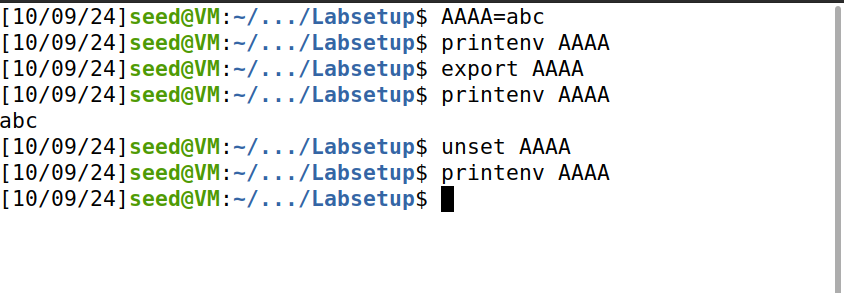 [10/09/24]seed@VM:~/.../Labsetup$ AAAA=abc
[10/09/24]seed@VM:~/.../Labsetup$ printenv AAAA
[10/09/24]seed@VM:~/.../Labsetup$ export AAAA
[10/09/24]seed@VM:~/.../Labsetup$ printenv AAAA
abc
[10/09/24]seed@VM:~/.../Labsetup$ unset AAAA
[10/09/24]seed@VM:~/.../Labsetup$ printenv AAAA
[10/09/24]seed@VM:~/.../Labsetup$